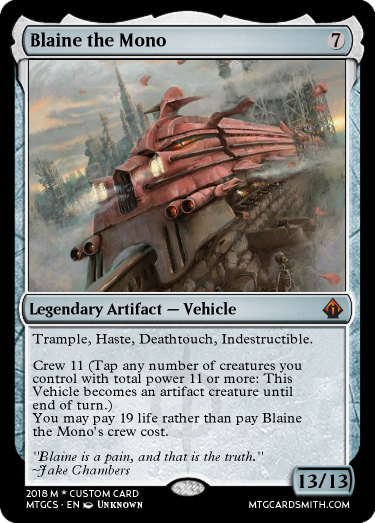 Blaine the Mono 7
Legendary Artifact — Vehicle
Trample, Haste, Deathtouch, Indestructible.
Crew 11 (Tap any number of creatures you
control with total power 11 or more: This
Vehicle becomes an artifact creature until
end of turn.)
You may pay 19 life rather than pay Blaine
the Mono's crew cost.
"Blaine is a pain, and that is the truth."
~Jake Chambers
13/13
2018 M * CUSTOM CARD
MTGCS · EN Unknown
MTGCARDSMITH.COM